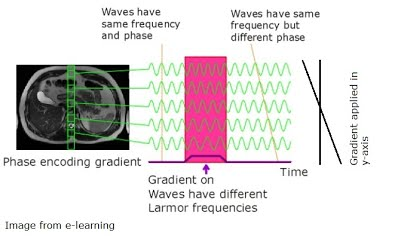 Waves have
same frequency
and phase
Waves have same
frequency but
different phase
Gradient applied in
y-axis
Phase encoding gradient
Time
Gradient on
Waves have different
Larmor frequencies
Image from e-learning